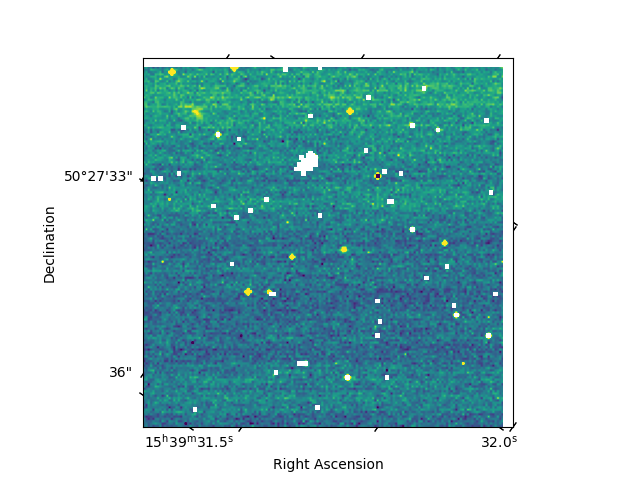 50°27'33"
Declination
36"
15ʰ39ᵐ31.5ˢ
32.0ˢ
Right Ascension